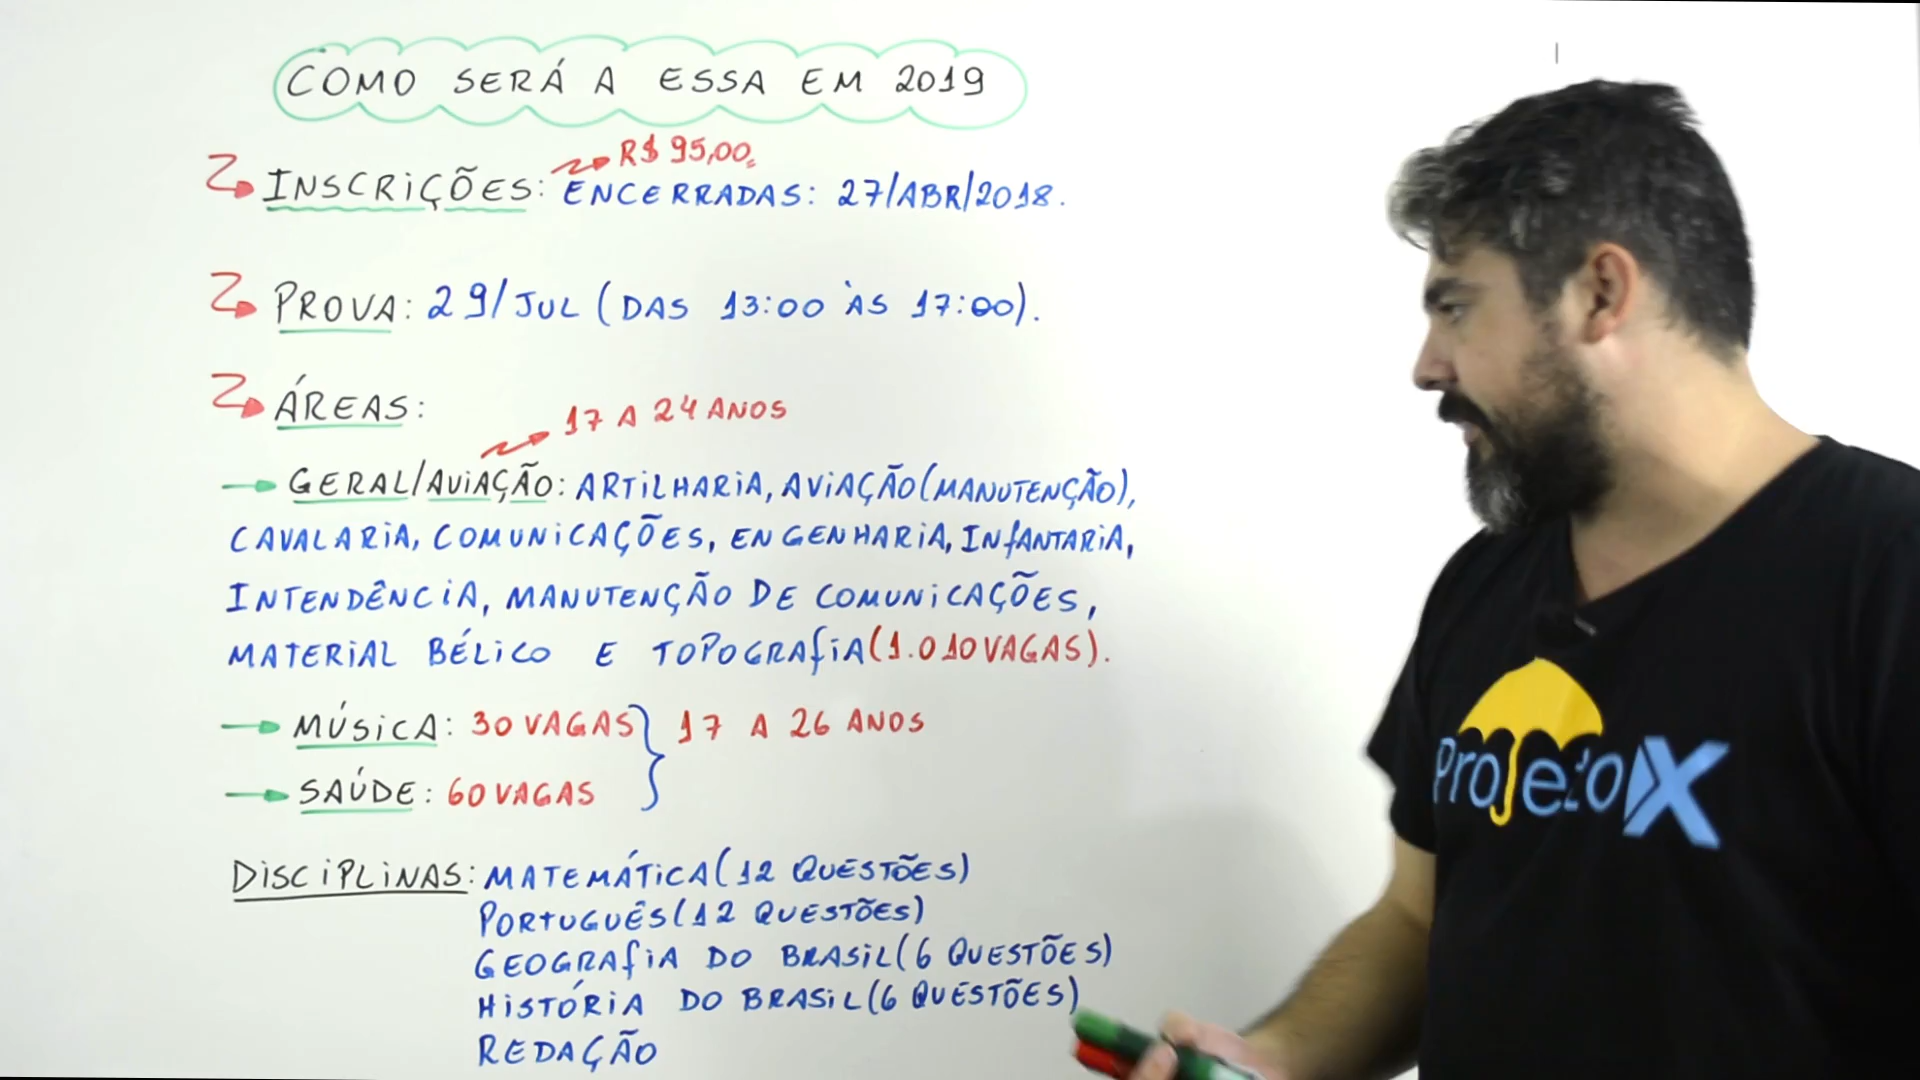 COMO SERÁ A ESSA EM 2019
R$ 95,00
INSCRIÇÕES: ENCERRADAS: 27/ABR/2018.
PROVA: 29/JUL (DAS 13:00 ÀS 17:00).
ÁREAS:
17 A 24 ANOS
GERAL/AVIAÇÃO: ARTILHARIA, AVIAÇÃO (MANUTENÇÃO),
CAVALARIA, COMUNICAÇÕES, ENGENHARIA, INFANTARIA,
INTENDÊNCIA, MANUTENÇÃO DE COMUNICAÇÕES,
MATERIAL BÉLICO E TOPOGRAFIA (1.010 VAGAS).
MÚSICA: 30 VAGAS 17 A 26 ANOS
SAÚDE: 60 VAGAS
DISCIPLINAS: MATEMÁTICA (12 QUESTÕES)
PORTUGUÊS (12 QUESTÕES)
GEOGRAFIA DO BRASIL (6 QUESTÕES)
HISTÓRIA DO BRASIL (6 QUESTÕES)
REDAÇÃO
Projeto X